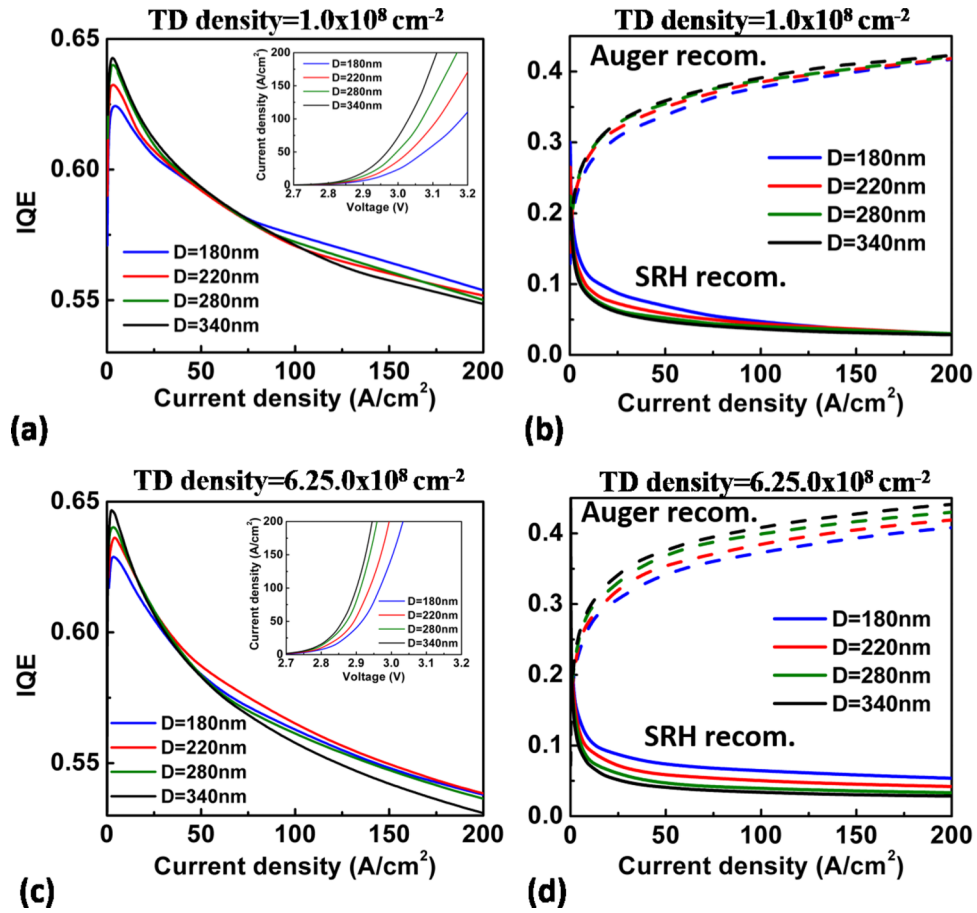 TD density=1.0x10⁸ cm⁻²
0.65
0.60
0.55
IQE
200
150
100
50
0
Current density (A/cm²)
2.7 2.8 2.9 3.0 3.1 3.2
Voltage (V)
D=180nm
D=220nm
D=280nm
D=340nm
D=180nm
D=220nm
D=280nm
D=340nm
0 50 100 150 200
Current density (A/cm²)
(a)
TD density=1.0x10⁸ cm⁻²
0.4
0.3
0.2
0.1
0.0
Auger recom.
D=180nm
D=220nm
D=280nm
D=340nm
SRH recom.
0 50 100 150 200
Current density (A/cm²)
(b)
TD density=6.25.0x10⁸ cm⁻²
0.65
0.60
0.55
IQE
200
150
100
50
0
Current density (A/cm²)
2.7 2.8 2.9 3.0 3.1 3.2
Voltage (V)
D=180nm
D=220nm
D=280nm
D=340nm
D=180nm
D=220nm
D=280nm
D=340nm
0 50 100 150 200
Current density (A/cm²)
(c)
TD density=6.25.0x10⁸ cm⁻²
0.4
0.3
0.2
0.1
0.0
Auger recom.
D=180nm
D=220nm
D=280nm
D=340nm
SRH recom.
0 50 100 150 200
Current density (A/cm²)
(d)